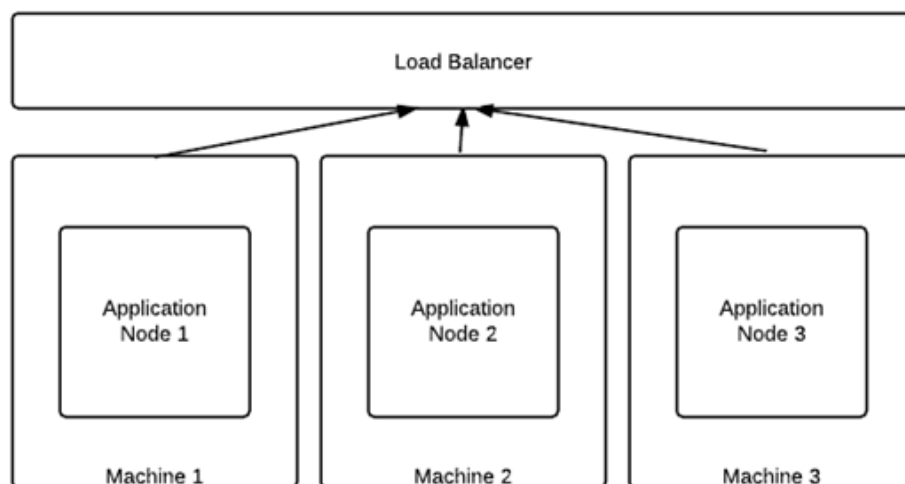 Load Balancer
Application
Node 1
Application
Node 2
Application
Node 3
Machine 1
Machine 2
Machine 3